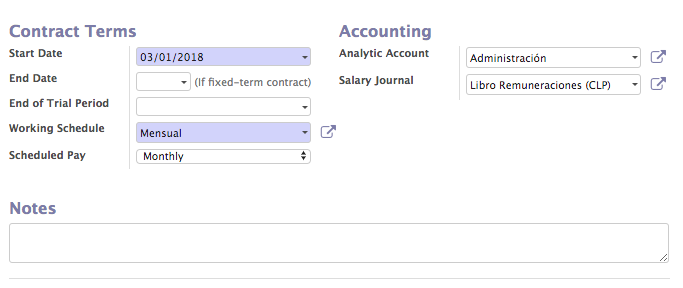 Contract Terms
Start Date 03/01/2018
End Date (If fixed-term contract)
End of Trial Period
Working Schedule Mensual
Scheduled Pay Monthly
Accounting
Analytic Account Administración
Salary Journal Libro Remuneraciones (CLP)
Notes